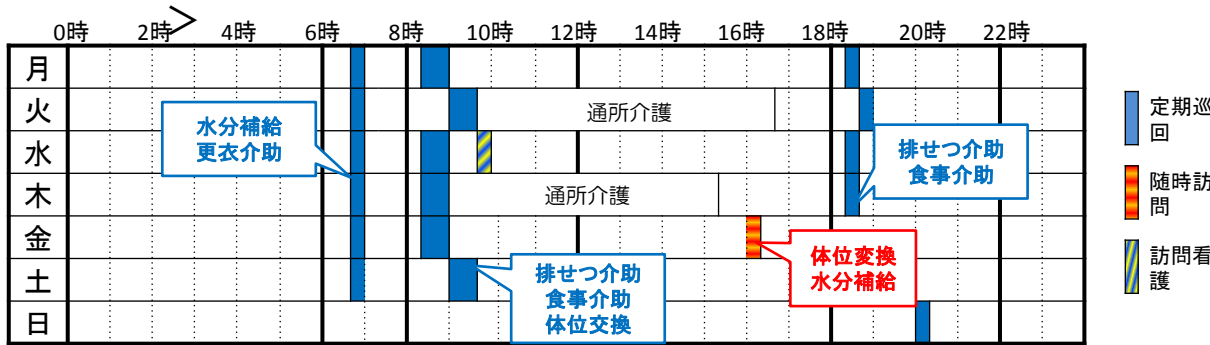 ＞
0時 2時 4時 6時 8時 10時 12時 14時 16時 18時 20時 22時
月
火
通所介護
水
木
通所介護
金
土
日
水分補給
更衣介助
排せつ介助
食事介助
排せつ介助
食事介助
体位交換
体位変換
水分補給
定期巡
回
随時訪
問
訪問看
護